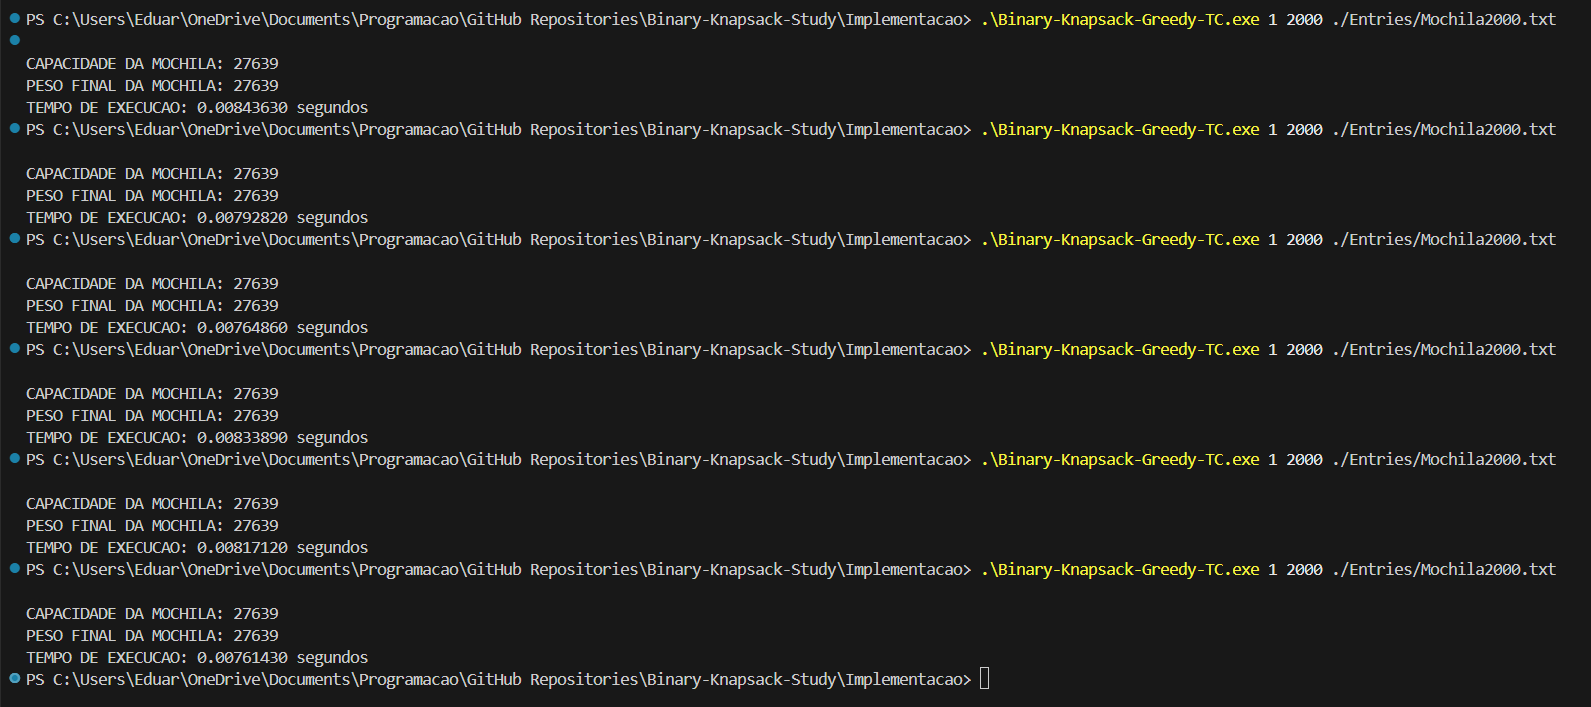 PS C:\Users\Eduar\OneDrive\Documents\Programacao\GitHub Repositories\Binary-Knapsack-Study\Implementacao> .\Binary-Knapsack-Greedy-TC.exe 1 2000 ./Entries/Mochila2000.txt
CAPACIDADE DA MOCHILA: 27639
PESO FINAL DA MOCHILA: 27639
TEMPO DE EXECUCAO: 0.00843630 segundos
PS C:\Users\Eduar\OneDrive\Documents\Programacao\GitHub Repositories\Binary-Knapsack-Study\Implementacao> .\Binary-Knapsack-Greedy-TC.exe 1 2000 ./Entries/Mochila2000.txt
CAPACIDADE DA MOCHILA: 27639
PESO FINAL DA MOCHILA: 27639
TEMPO DE EXECUCAO: 0.00792820 segundos
PS C:\Users\Eduar\OneDrive\Documents\Programacao\GitHub Repositories\Binary-Knapsack-Study\Implementacao> .\Binary-Knapsack-Greedy-TC.exe 1 2000 ./Entries/Mochila2000.txt
CAPACIDADE DA MOCHILA: 27639
PESO FINAL DA MOCHILA: 27639
TEMPO DE EXECUCAO: 0.00764860 segundos
PS C:\Users\Eduar\OneDrive\Documents\Programacao\GitHub Repositories\Binary-Knapsack-Study\Implementacao> .\Binary-Knapsack-Greedy-TC.exe 1 2000 ./Entries/Mochila2000.txt
CAPACIDADE DA MOCHILA: 27639
PESO FINAL DA MOCHILA: 27639
TEMPO DE EXECUCAO: 0.00833890 segundos
PS C:\Users\Eduar\OneDrive\Documents\Programacao\GitHub Repositories\Binary-Knapsack-Study\Implementacao> .\Binary-Knapsack-Greedy-TC.exe 1 2000 ./Entries/Mochila2000.txt
CAPACIDADE DA MOCHILA: 27639
PESO FINAL DA MOCHILA: 27639
TEMPO DE EXECUCAO: 0.00817120 segundos
PS C:\Users\Eduar\OneDrive\Documents\Programacao\GitHub Repositories\Binary-Knapsack-Study\Implementacao> .\Binary-Knapsack-Greedy-TC.exe 1 2000 ./Entries/Mochila2000.txt
CAPACIDADE DA MOCHILA: 27639
PESO FINAL DA MOCHILA: 27639
TEMPO DE EXECUCAO: 0.00761430 segundos
PS C:\Users\Eduar\OneDrive\Documents\Programacao\GitHub Repositories\Binary-Knapsack-Study\Implementacao>